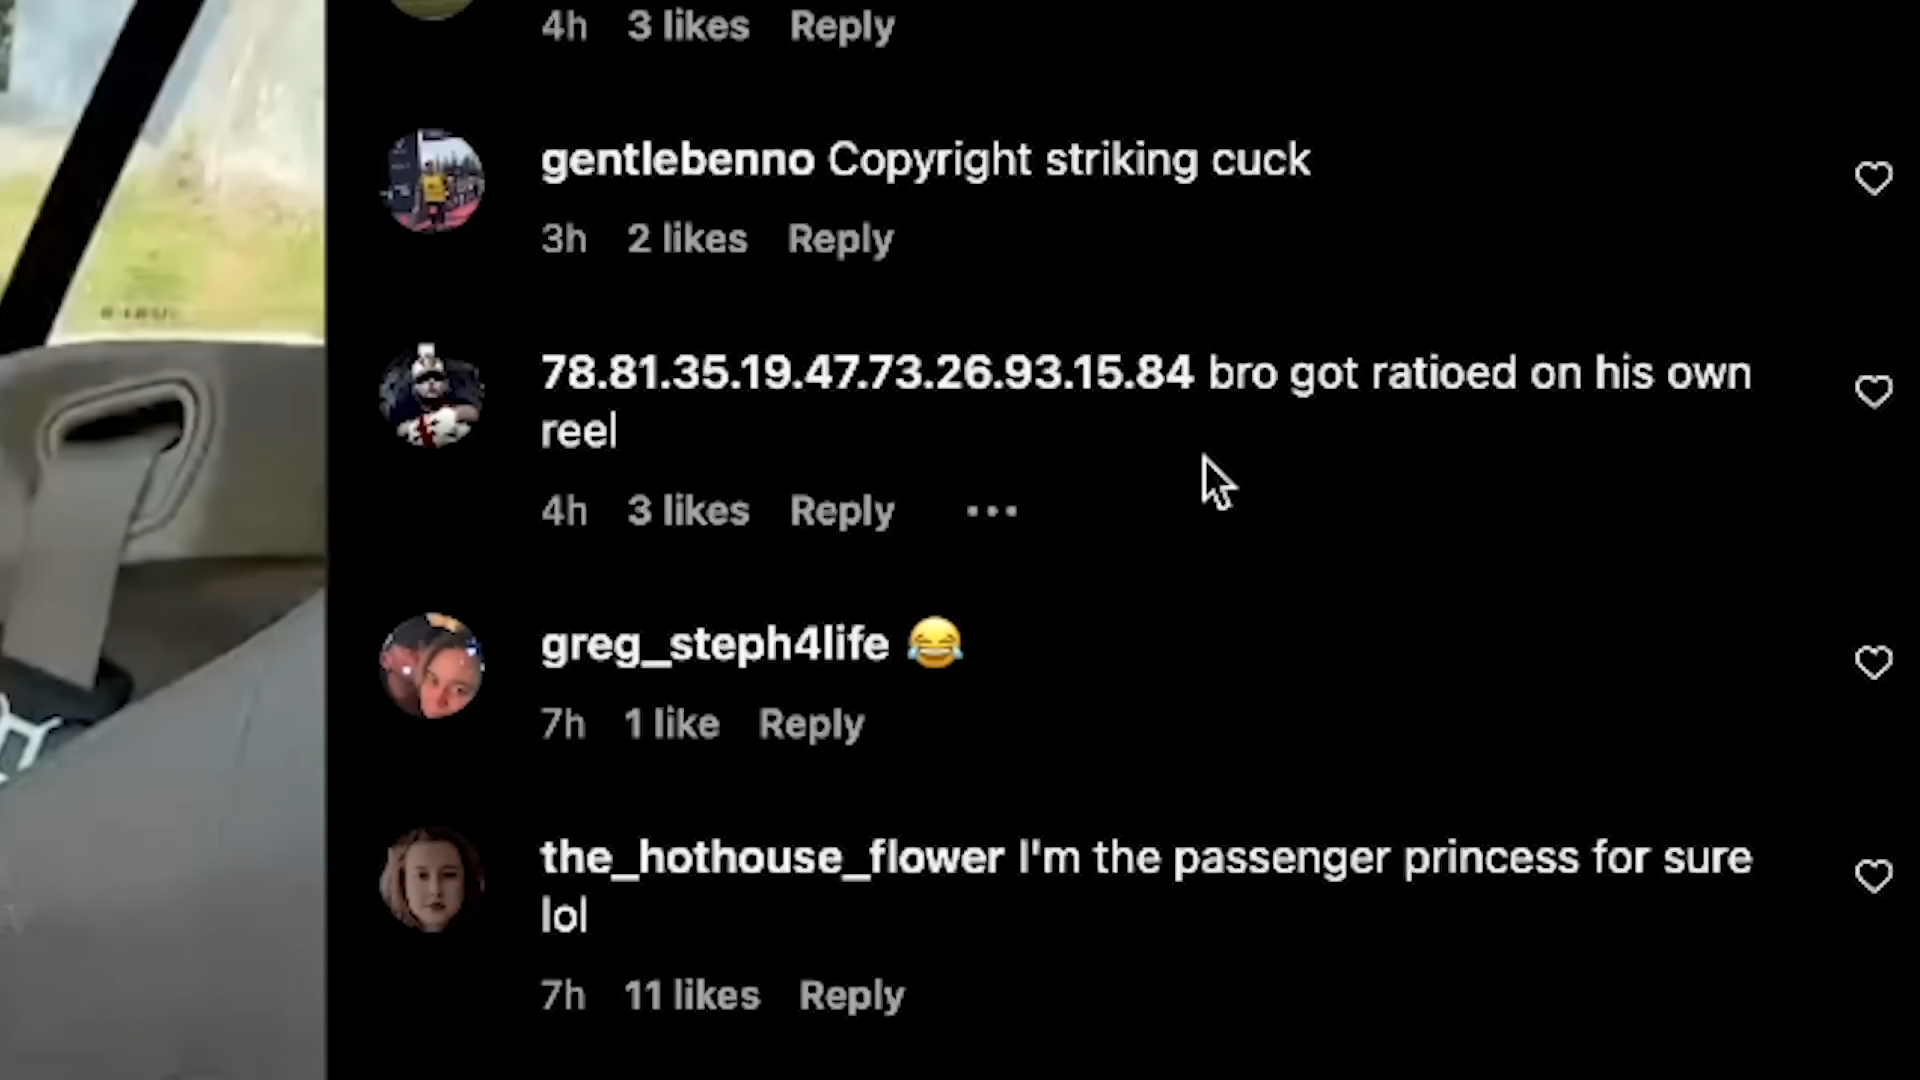 4h 3 likes Reply
gentlebenno Copyright striking cuck
3h 2 likes Reply
78.81.35.19.47.73.26.93.15.84 bro got ratioed on his own
reel
4h 3 likes Reply ...
greg_steph4life 😂
7h 1 like Reply
the_hothouse_flower I'm the passenger princess for sure
lol
7h 11 likes Reply